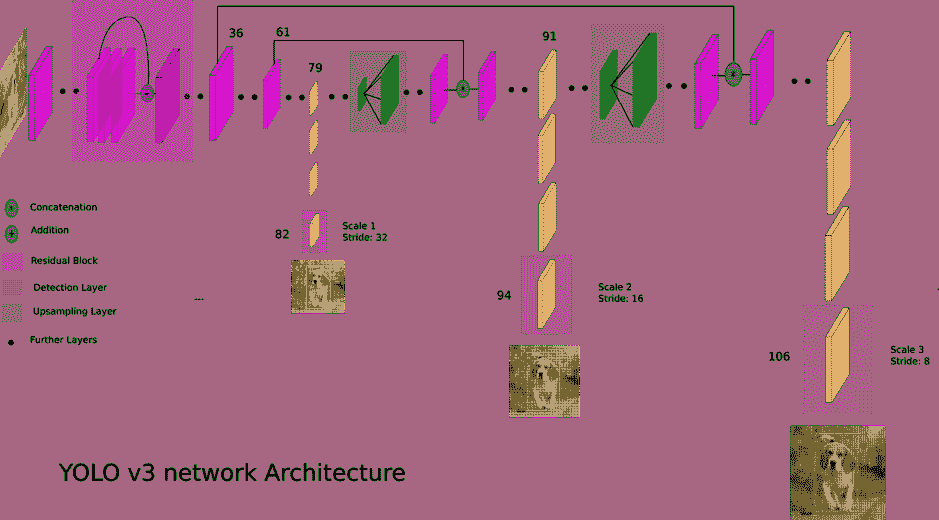 36
61
91
79
Concatenation
Addition
Residual Block
Detection Layer
Upsampling Layer
Further Layers
82
Scale 1
Stride: 32
94
Scale 2
Stride: 16
106
Scale 3
Stride: 8
YOLO v3 network Architecture